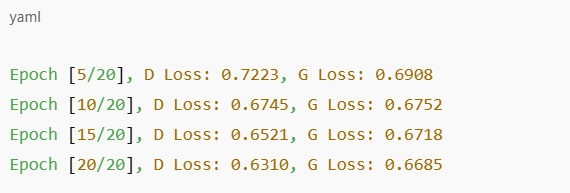 yaml
Epoch [5/20], D Loss: 0.7223, G Loss: 0.6908
Epoch [10/20], D Loss: 0.6745, G Loss: 0.6752
Epoch [15/20], D Loss: 0.6521, G Loss: 0.6718
Epoch [20/20], D Loss: 0.6310, G Loss: 0.6685